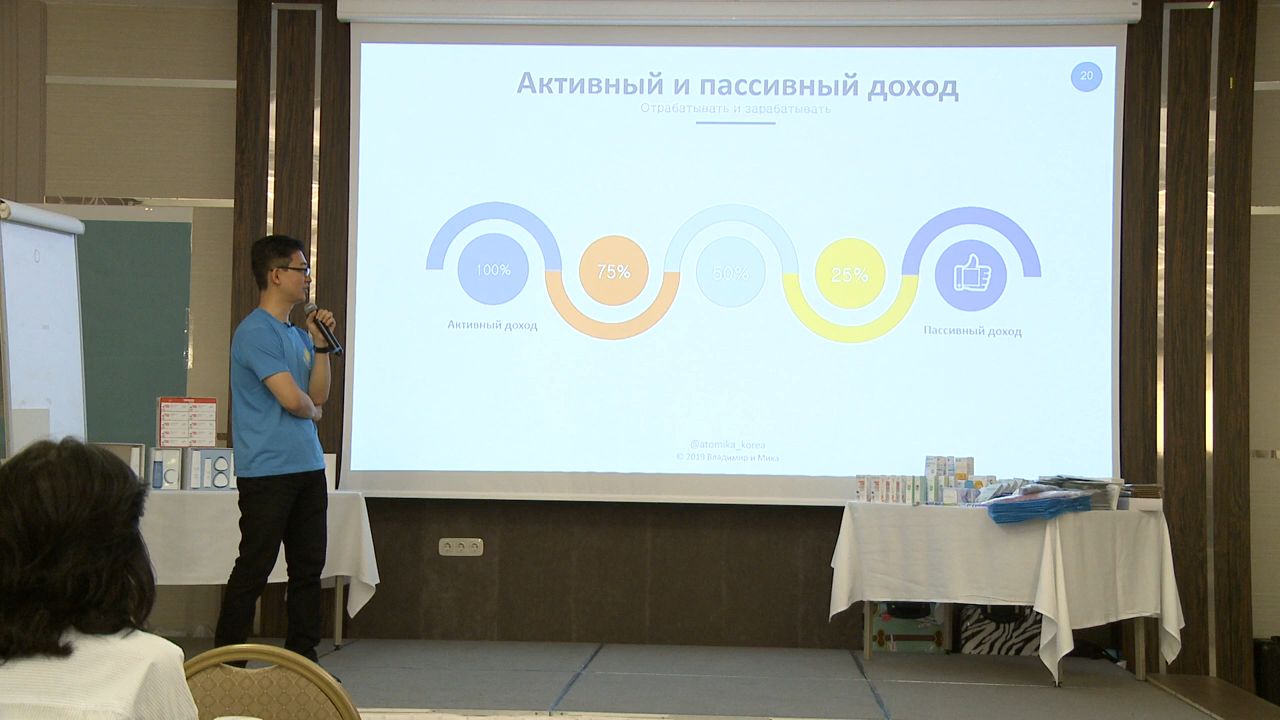 Активный и пассивный доход
20
Отрабатывать и зарабатывать
100%
75%
50%
25%
Активный доход
Пассивный доход
@atomika_korea
© 2019 Владимир и Мика